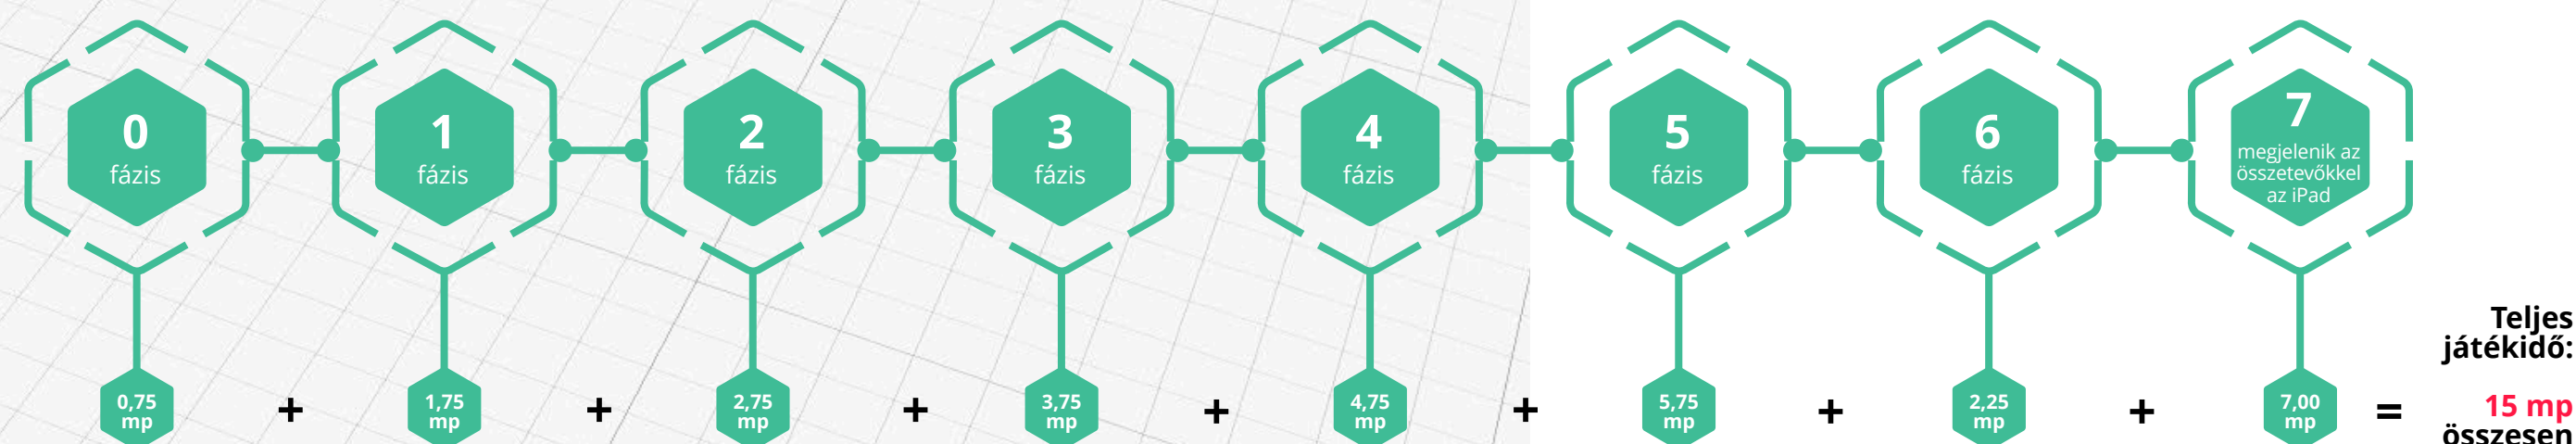 0
fázis
1
fázis
2
fázis
3
fázis
4
fázis
5
fázis
6
fázis
7
megjelenik az
összetevőkkel
az iPad
0,75
mp
+
1,75
mp
+
2,75
mp
+
3,75
mp
+
4,75
mp
+
5,75
mp
+
2,25
mp
+
7,00
mp
=
Teljes
játékidő:
15 mp
összesen